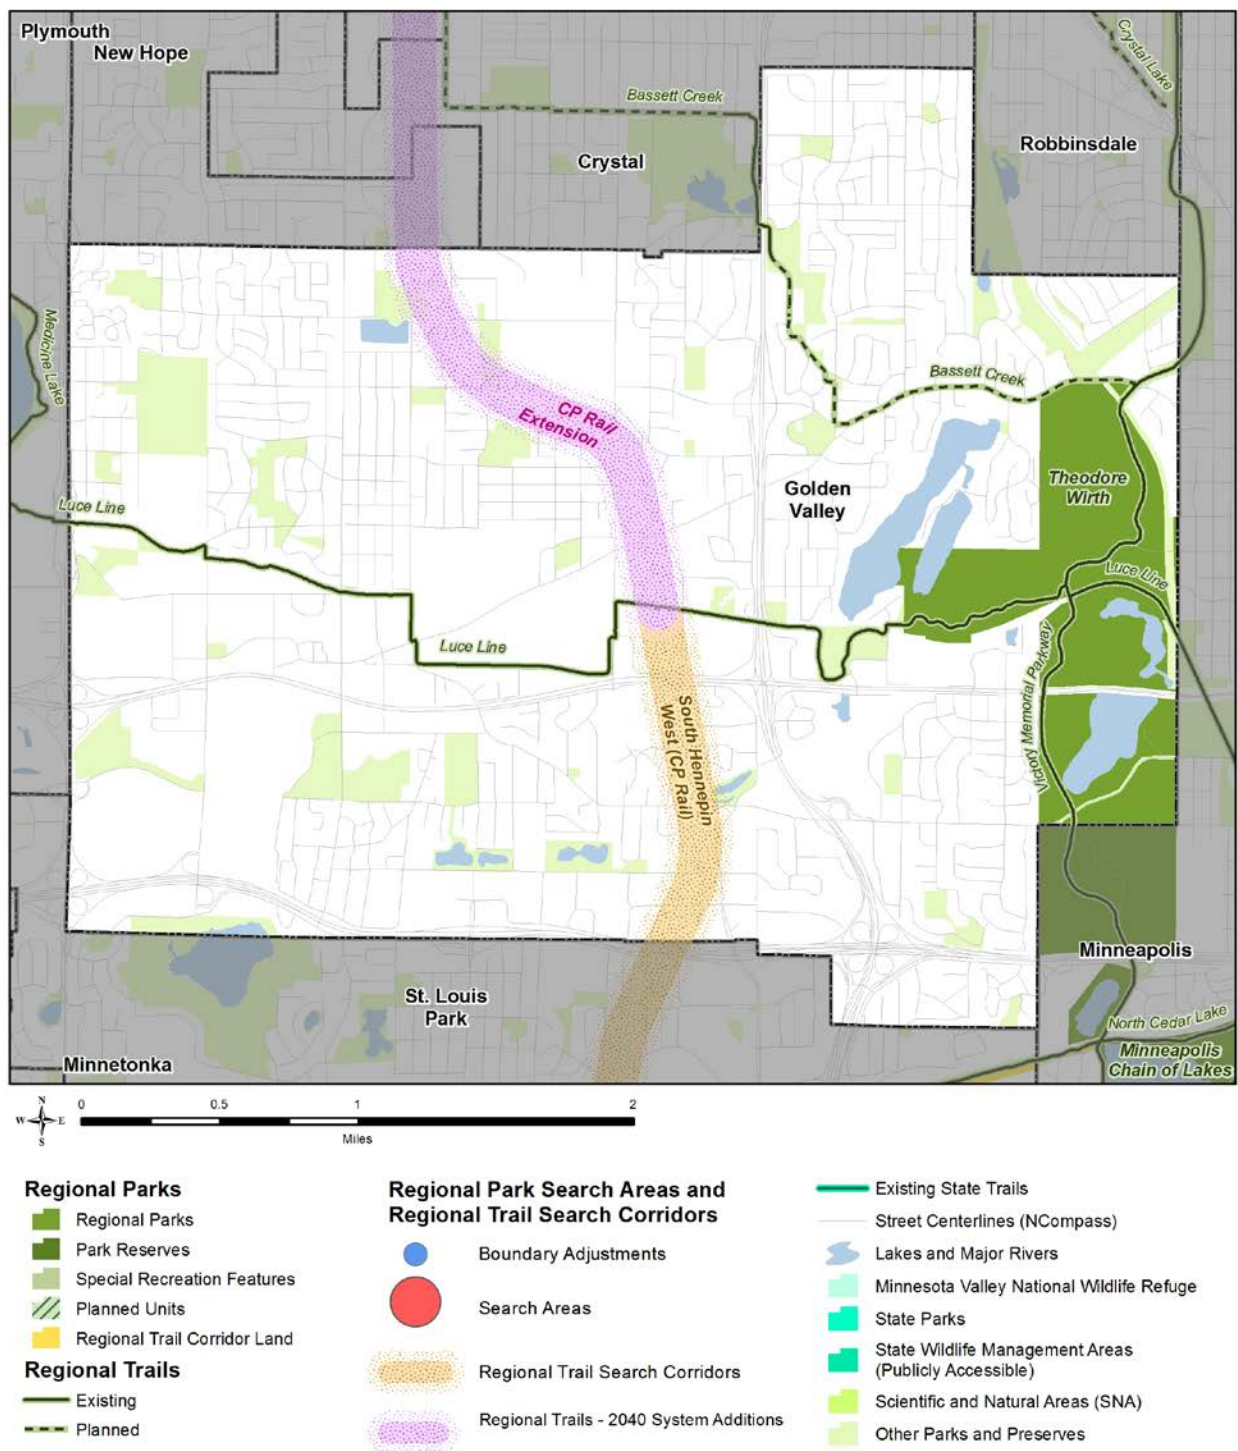 Plymouth
New Hope
Crystal Lake
Bassett Creek
Crystal
Robbinsdale
Medicine Lake
Bassett Creek
CP Rail
Extension
Theodore
Wirth
Golden
Valley
Luce Line
Luce Line
Luce Line
Victory Memorial Parkway
South Hennepin
West (CP Rail)
Minneapolis
St. Louis
Park
North Cedar Lake
Minneapolis
Chain of Lakes
Minnetonka
N
W E
S
0 0.5 1 2
Miles
Regional Parks
Regional Parks
Park Reserves
Special Recreation Features
Planned Units
Regional Trail Corridor Land
Regional Trails
Existing
Planned
Regional Park Search Areas and
Regional Trail Search Corridors
Boundary Adjustments
Search Areas
Regional Trail Search Corridors
Regional Trails - 2040 System Additions
Existing State Trails
Street Centerlines (NCompass)
Lakes and Major Rivers
Minnesota Valley National Wildlife Refuge
State Parks
State Wildlife Management Areas
(Publicly Accessible)
Scientific and Natural Areas (SNA)
Other Parks and Preserves